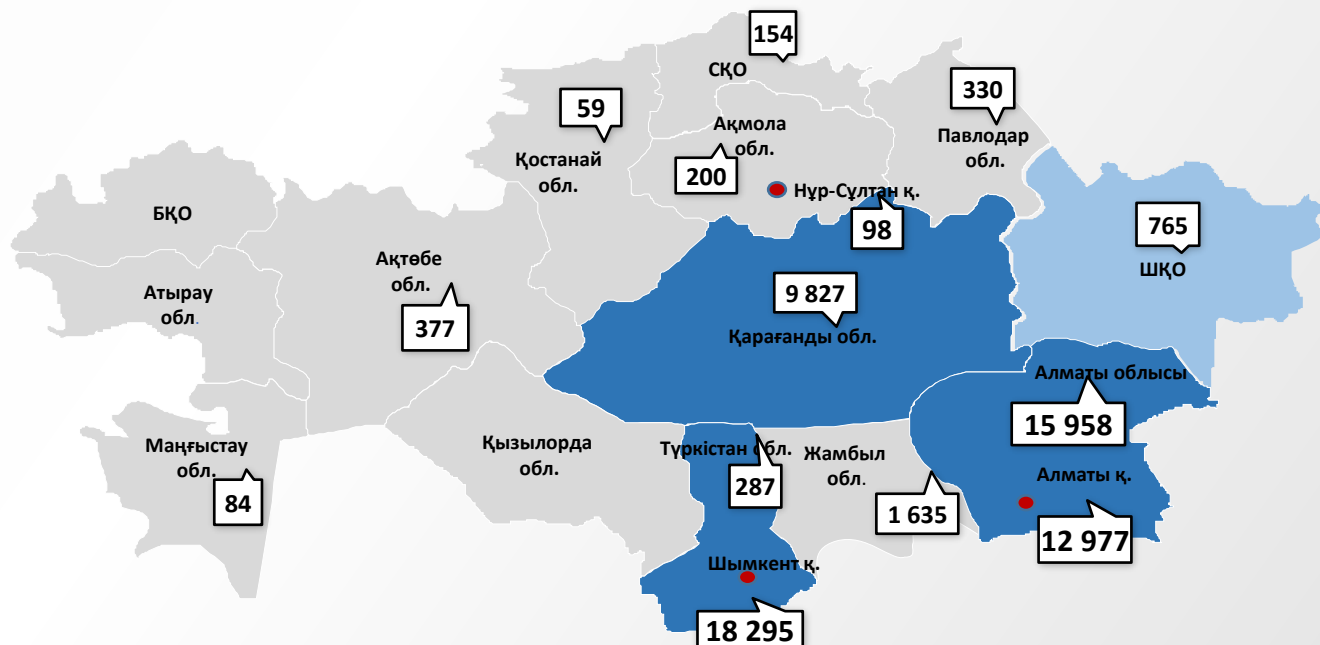 154
СҚО
59
330
Ақмола
обл.
Павлодар
обл.
Қостанай
обл.
200
Нұр-Сұлтан қ.
БҚО
98
765
ШҚО
Ақтөбе
обл.
Атырау
обл.
9 827
377
Қарағанды обл.
Алматы облысы
15 958
Маңғыстау
обл.
Қызылорда
обл.
Түркістан обл.
Жамбыл
обл.
84
287
Алматы қ.
1 635
12 977
Шымкент қ.
18 295